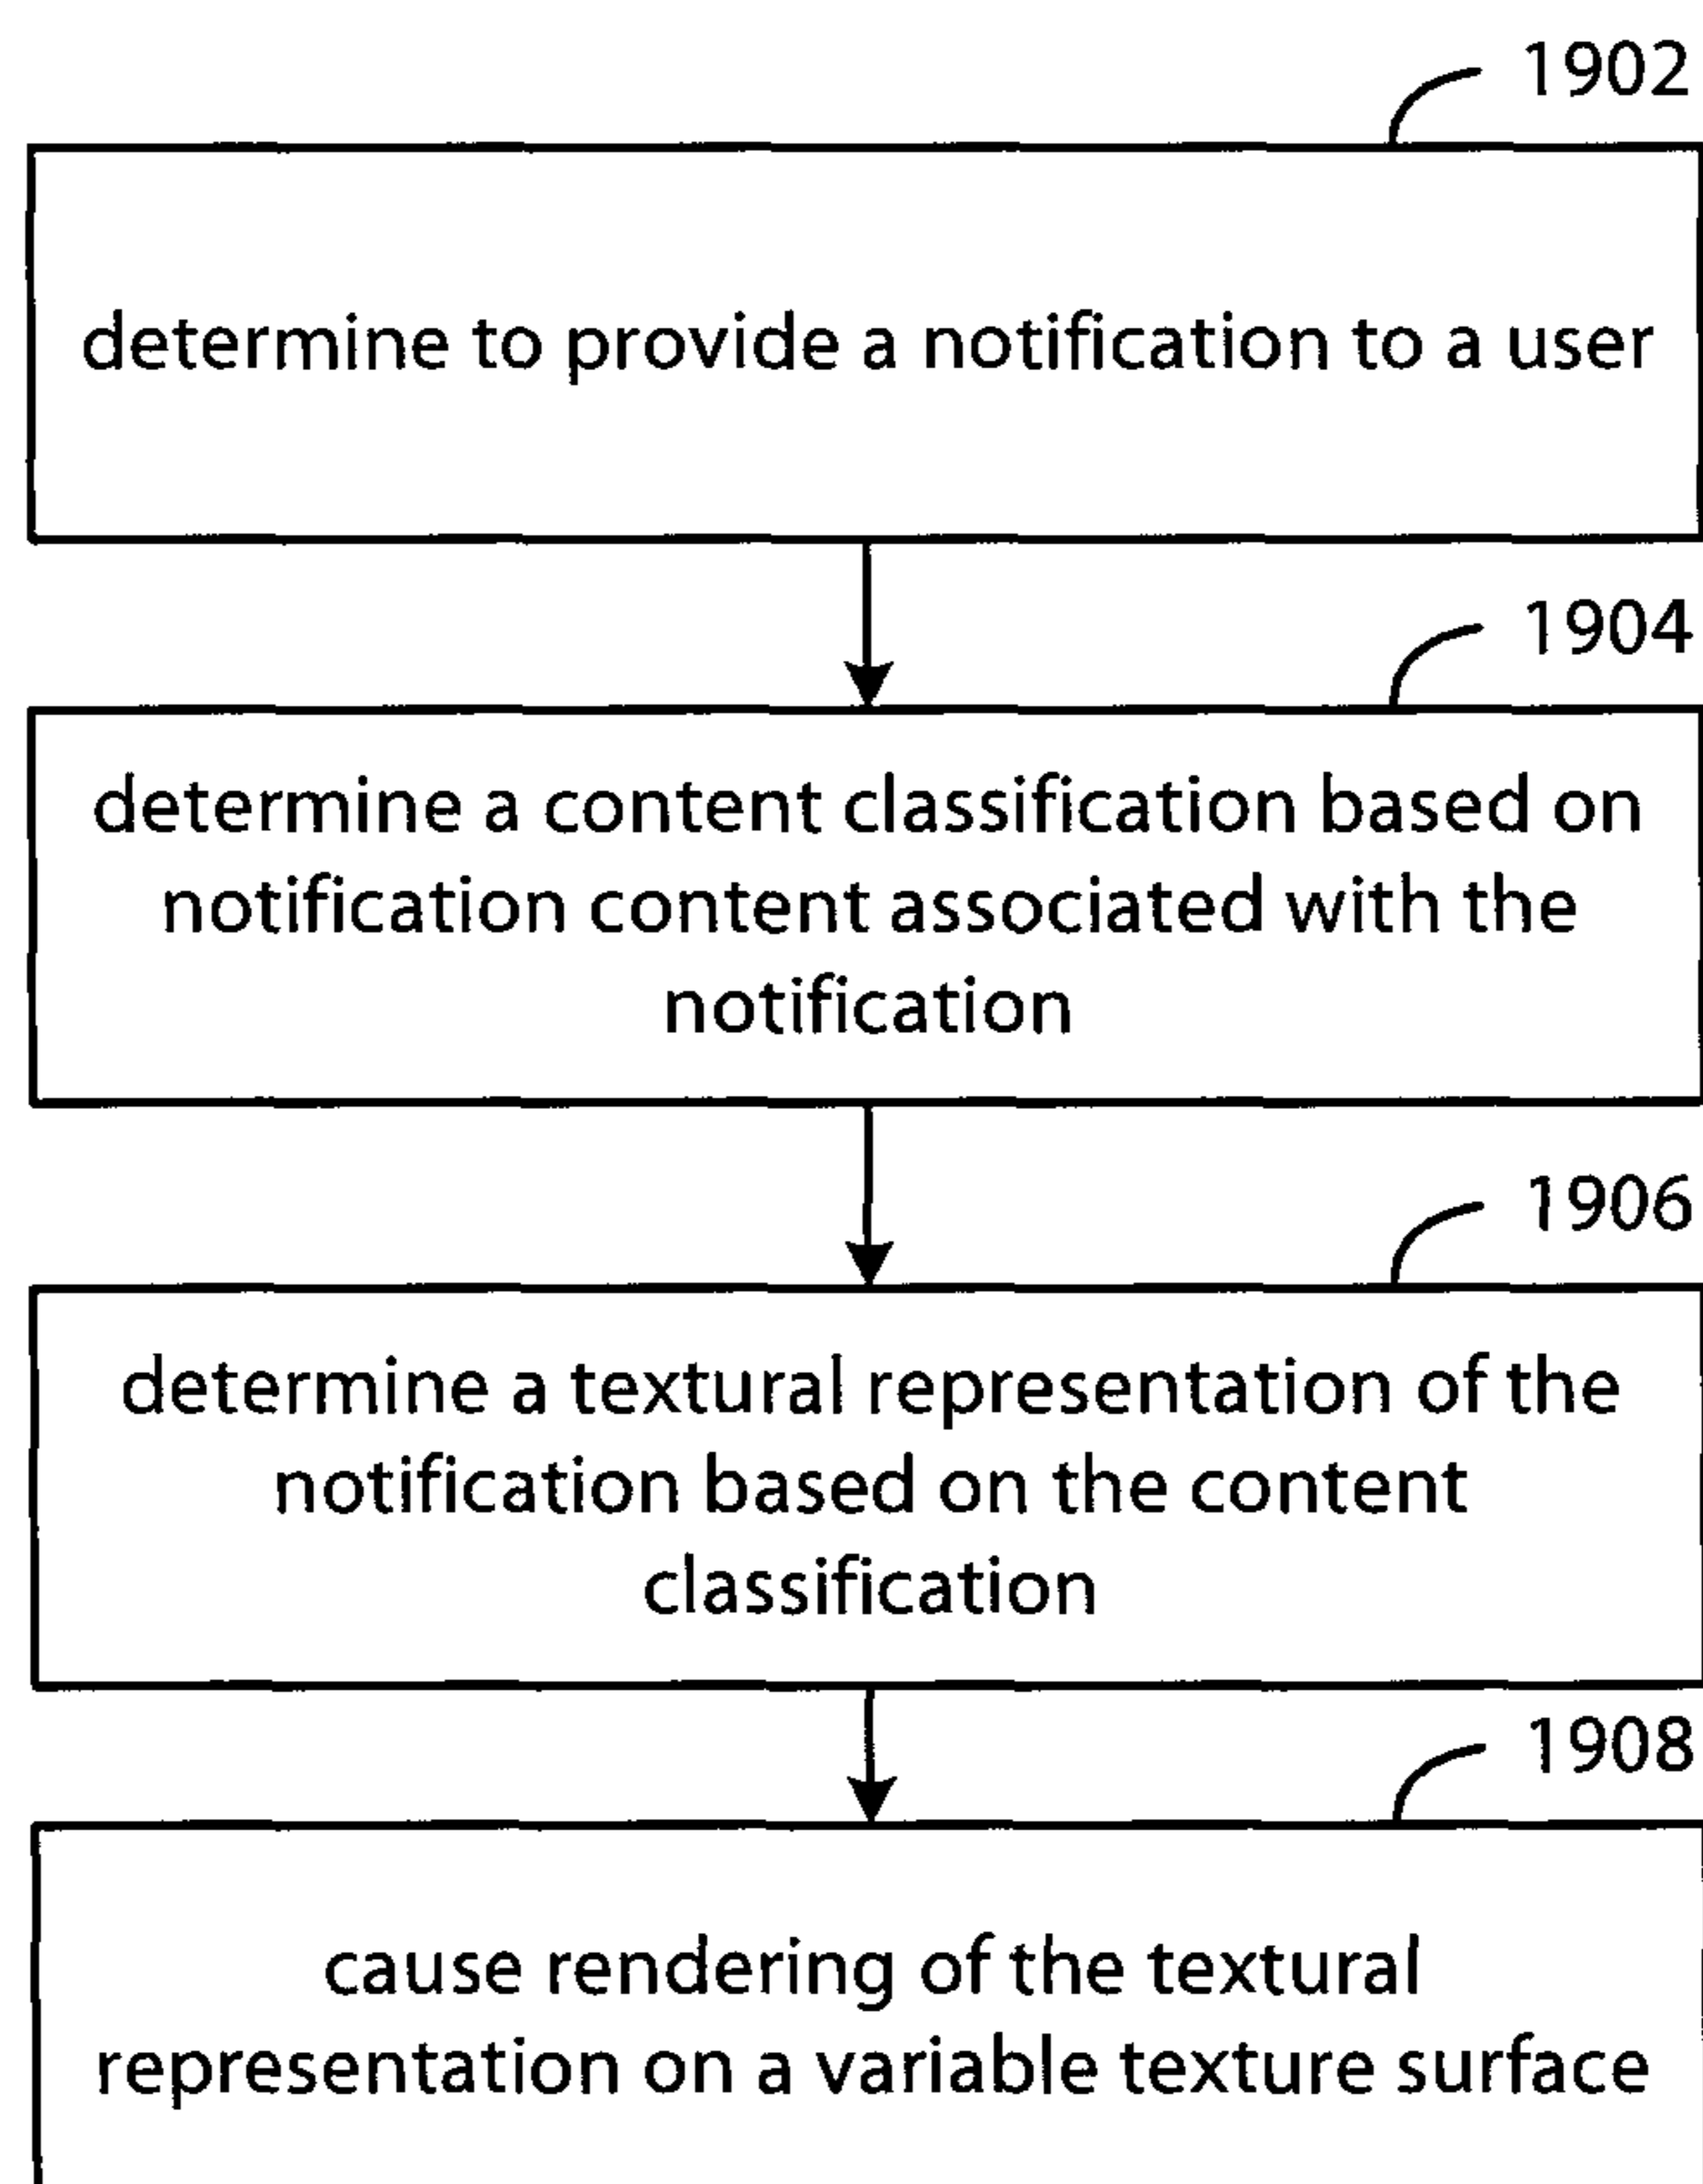 1902
determine to provide a notification to a user
1904
determine a content classification based on
notification content associated with the
notification
1906
determine a textural representation of the
notification based on the content
classification
1908
cause rendering of the textural
representation on a variable texture surface